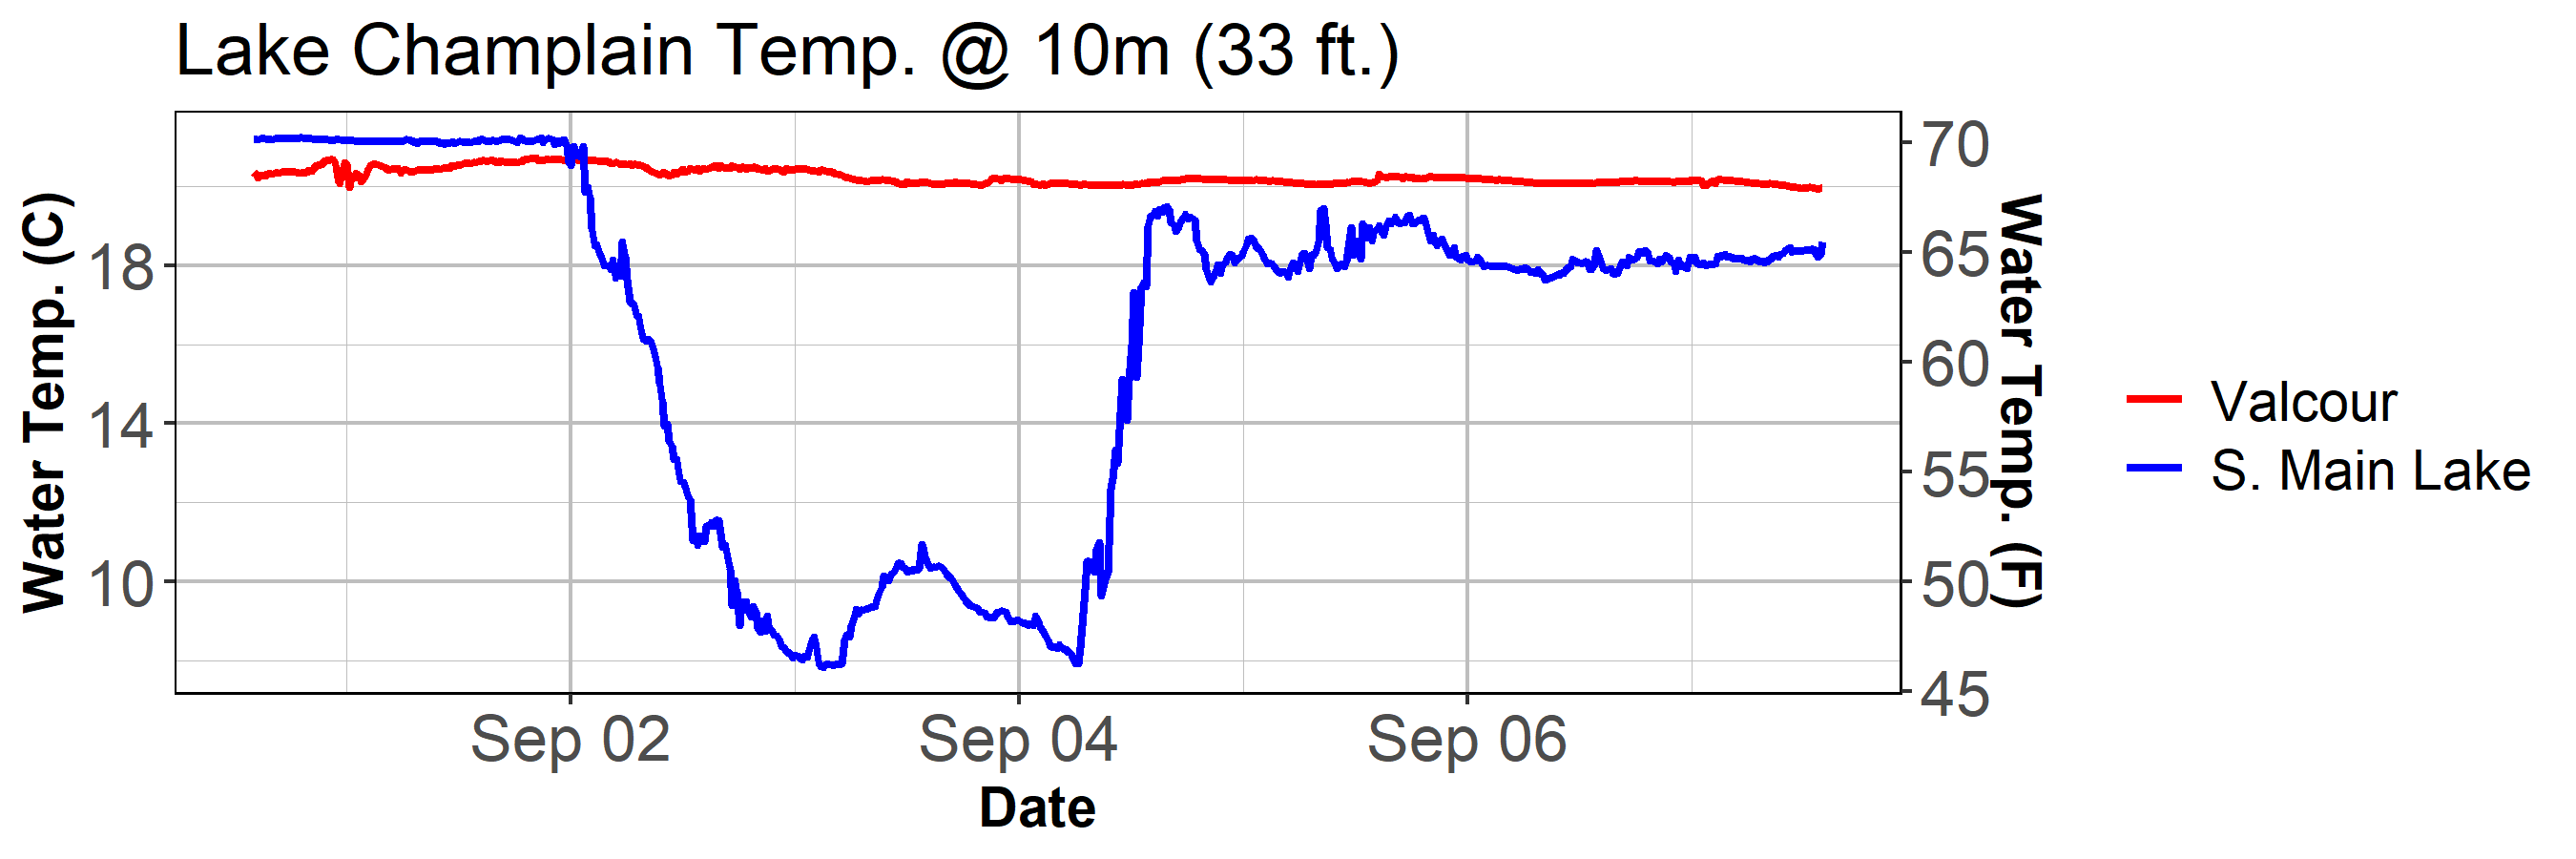 Lake Champlain Temp. @ 10m (33 ft.)
Water Temp. (C)
18
14
10
70
65
60
55
50
45
Water Temp. (F)
Sep 02
Sep 04
Sep 06
Date
Valcour
S. Main Lake